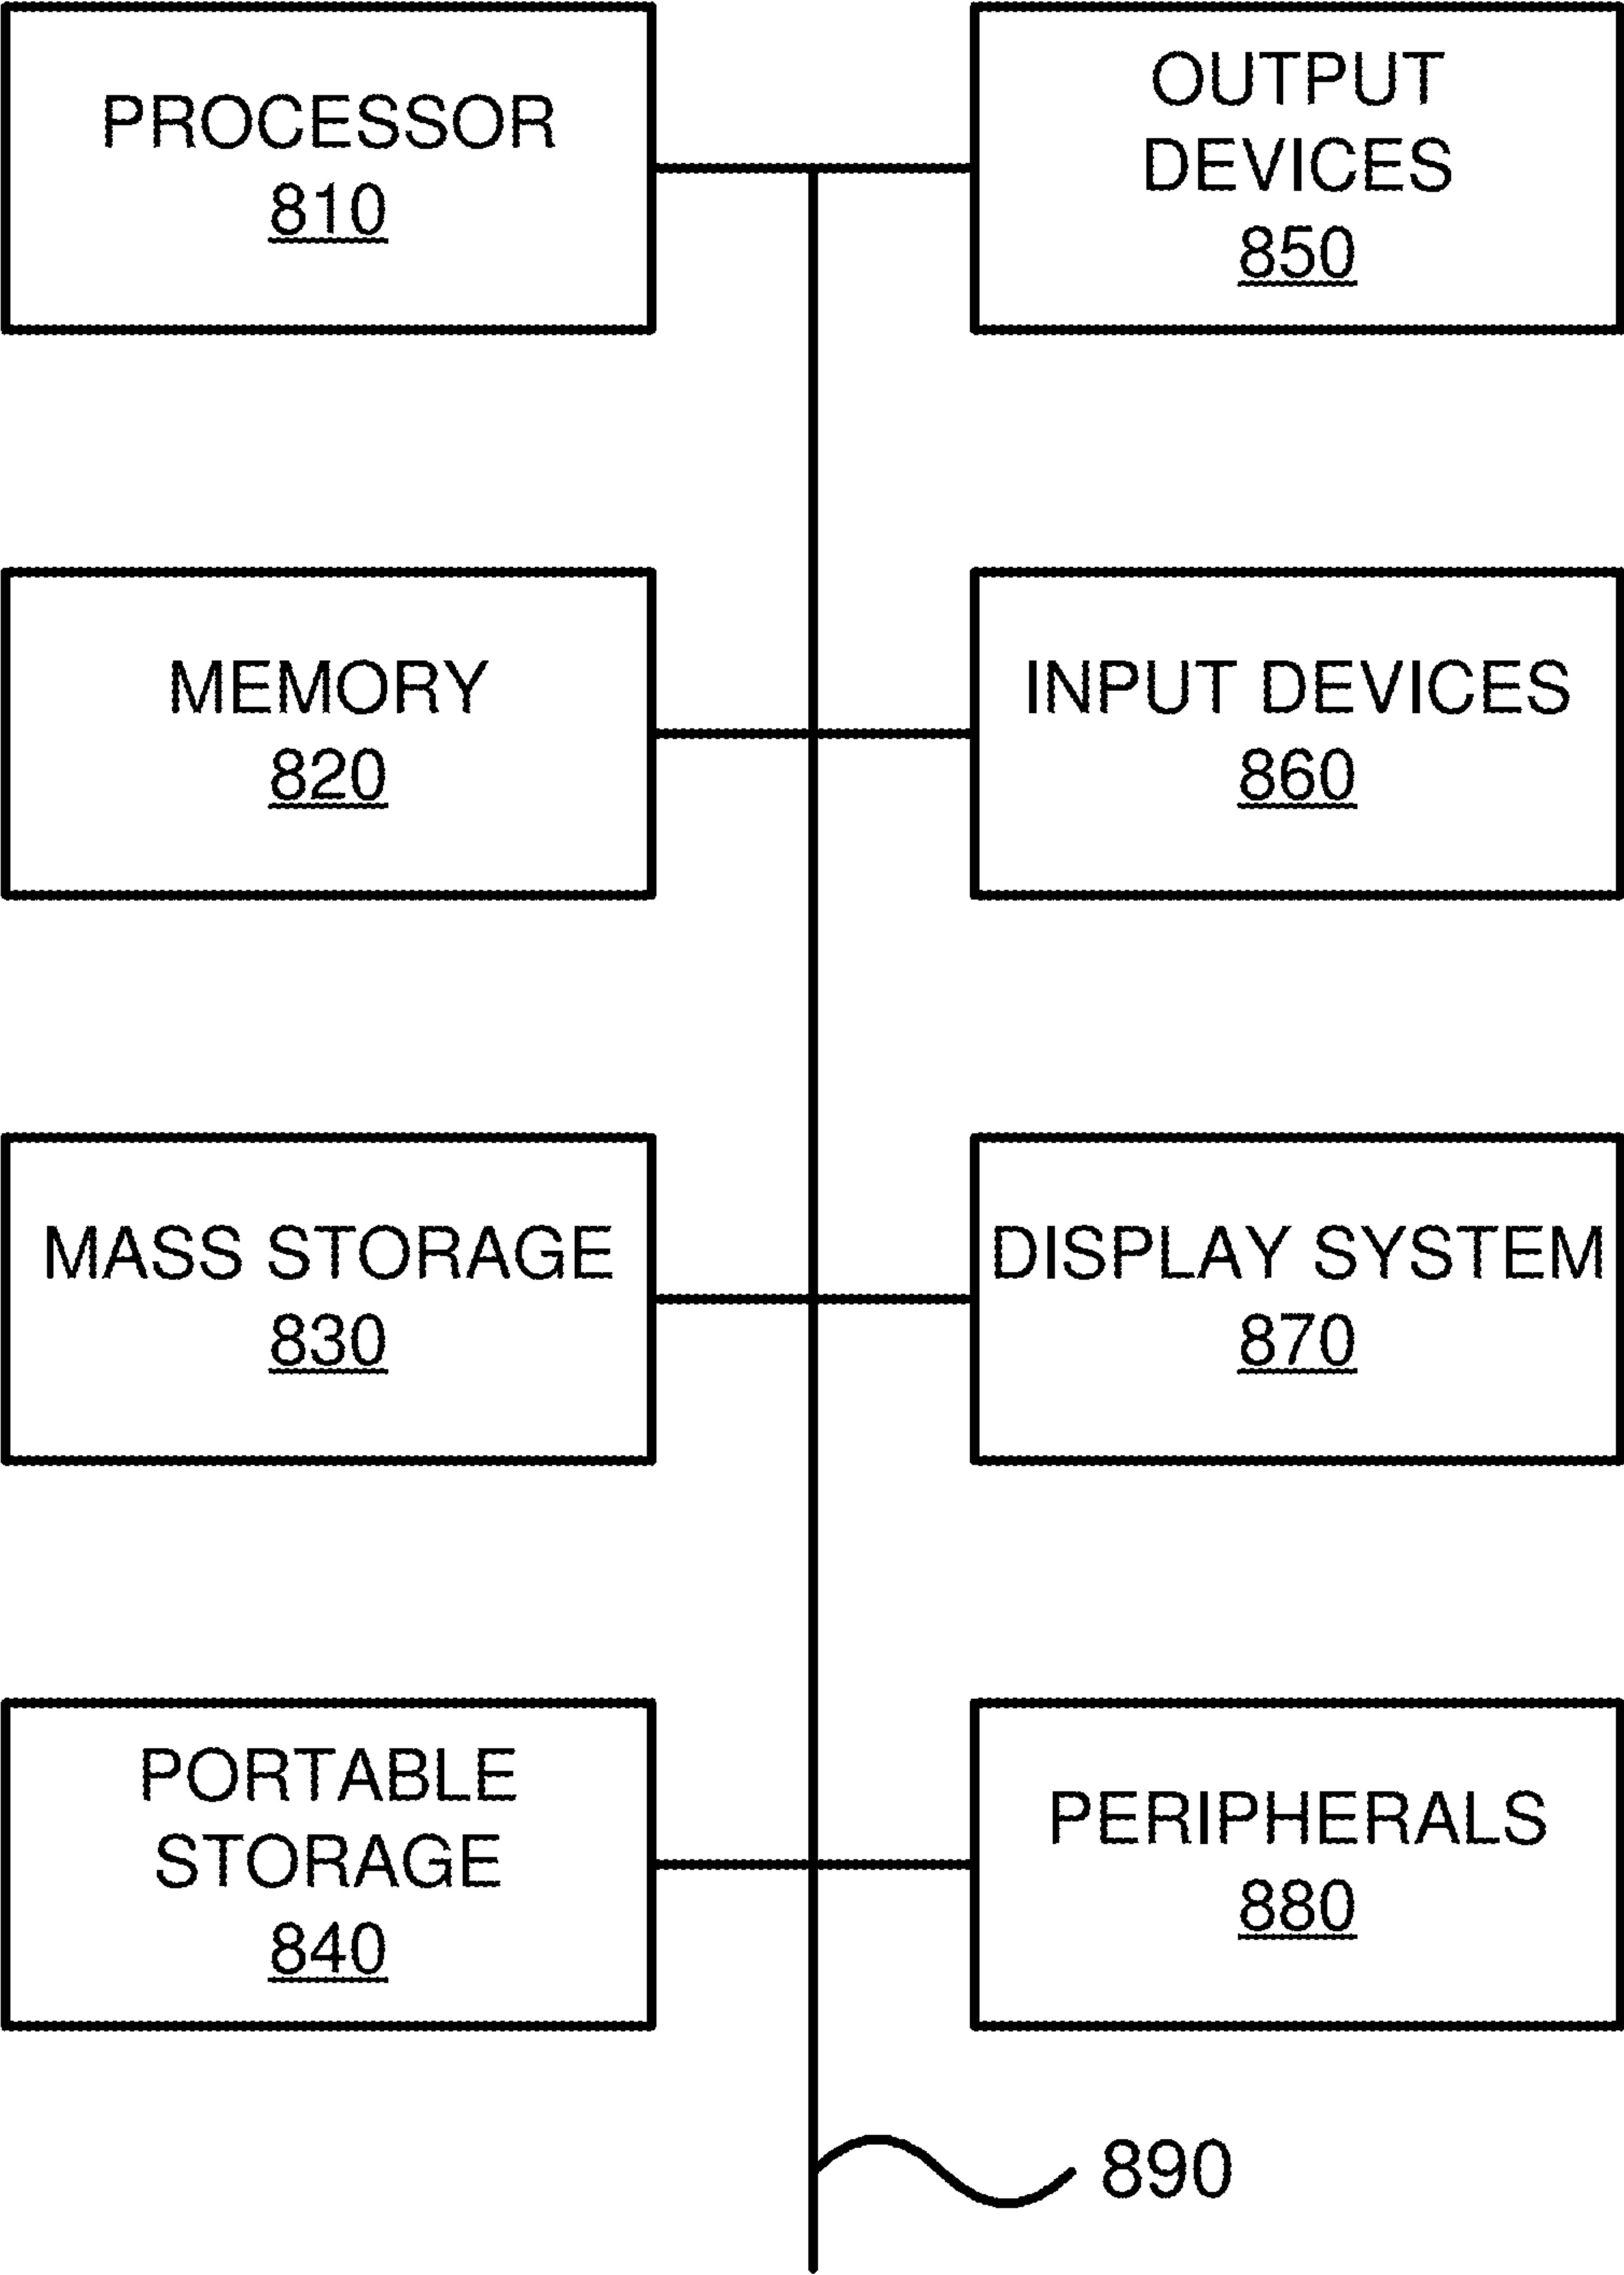 PROCESSOR
810
OUTPUT
DEVICES
850
MEMORY
820
INPUT DEVICES
860
MASS STORAGE
830
DISPLAY SYSTEM
870
PORTABLE
STORAGE
840
PERIPHERALS
880
890